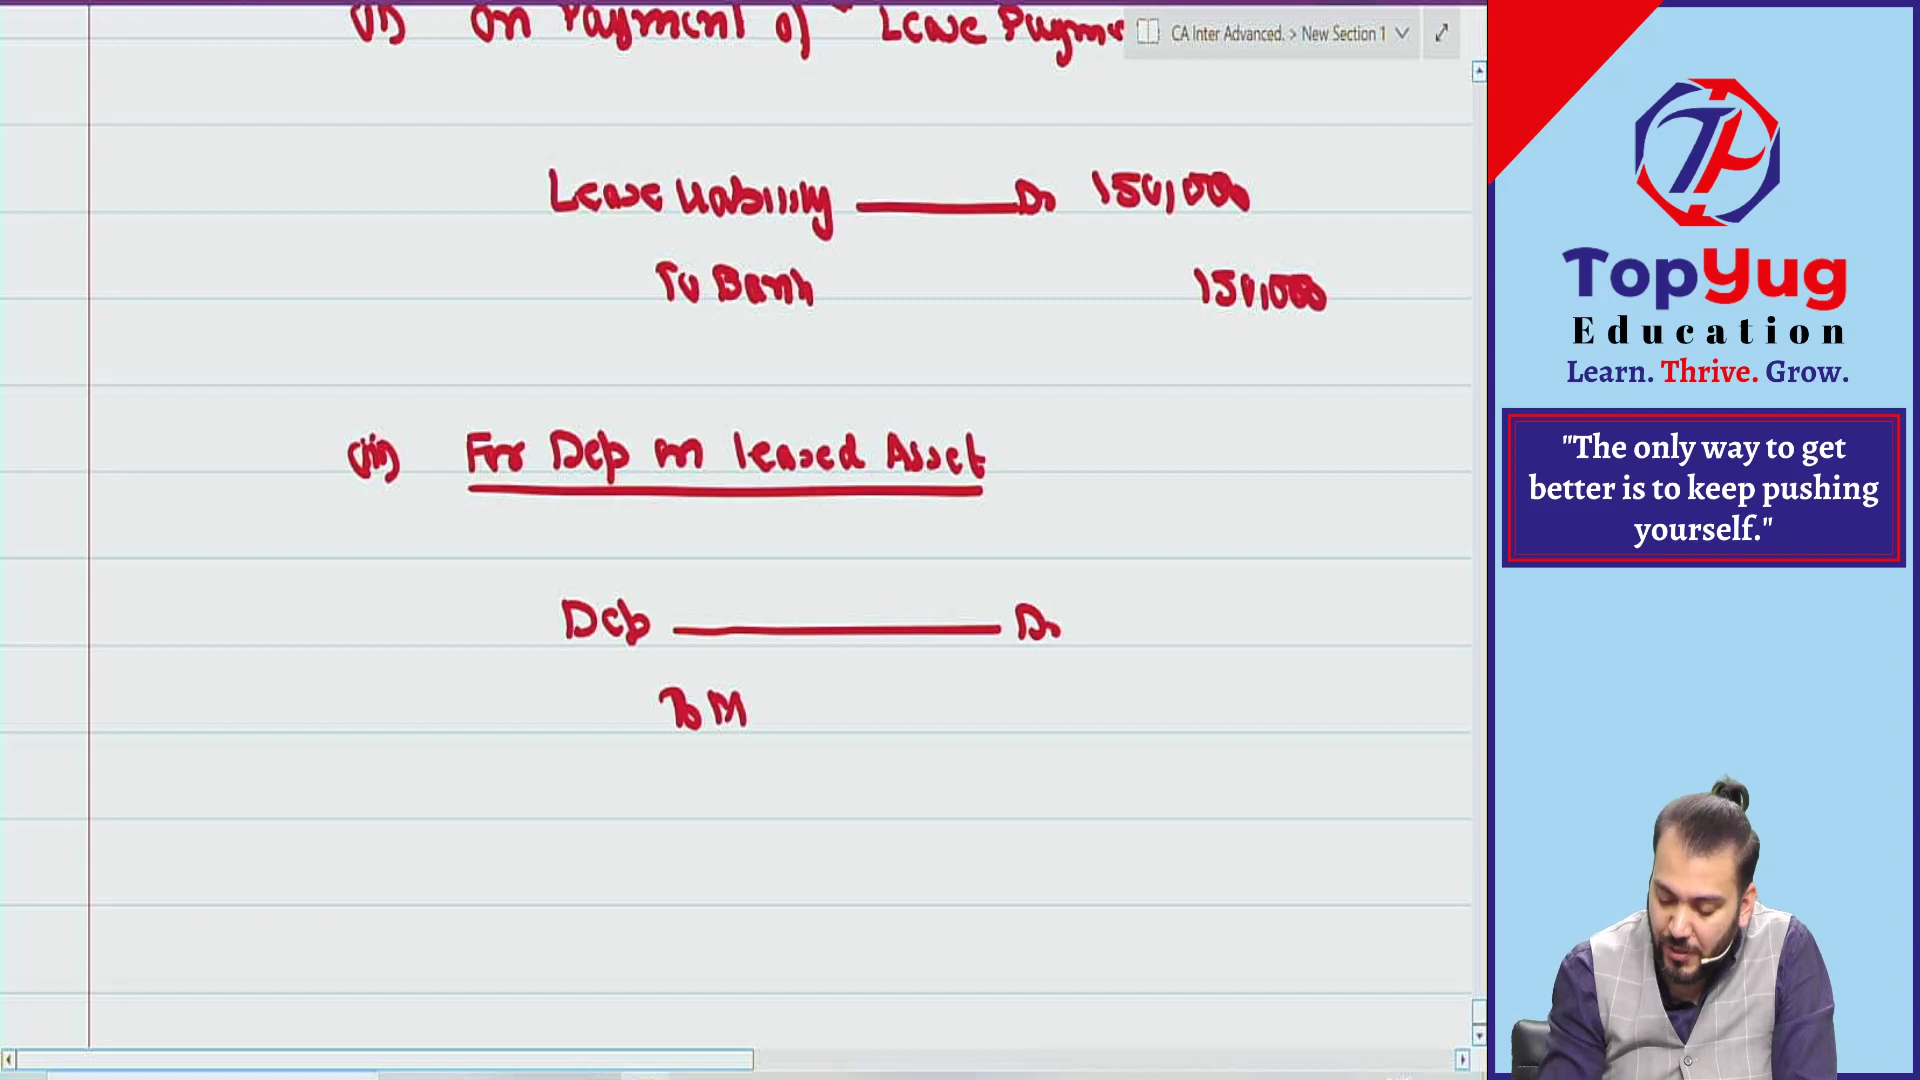 (ii) On Payment of "Lease Payme
CA Inter Advanced. > New Section 1
Lease Liability Dr 150,000
To Bank 150,000
(iii) For Dep on leased Asset
Dep Dr
To M
TopYug
Education
Learn. Thrive. Grow.
"The only way to get
better is to keep pushing
yourself."